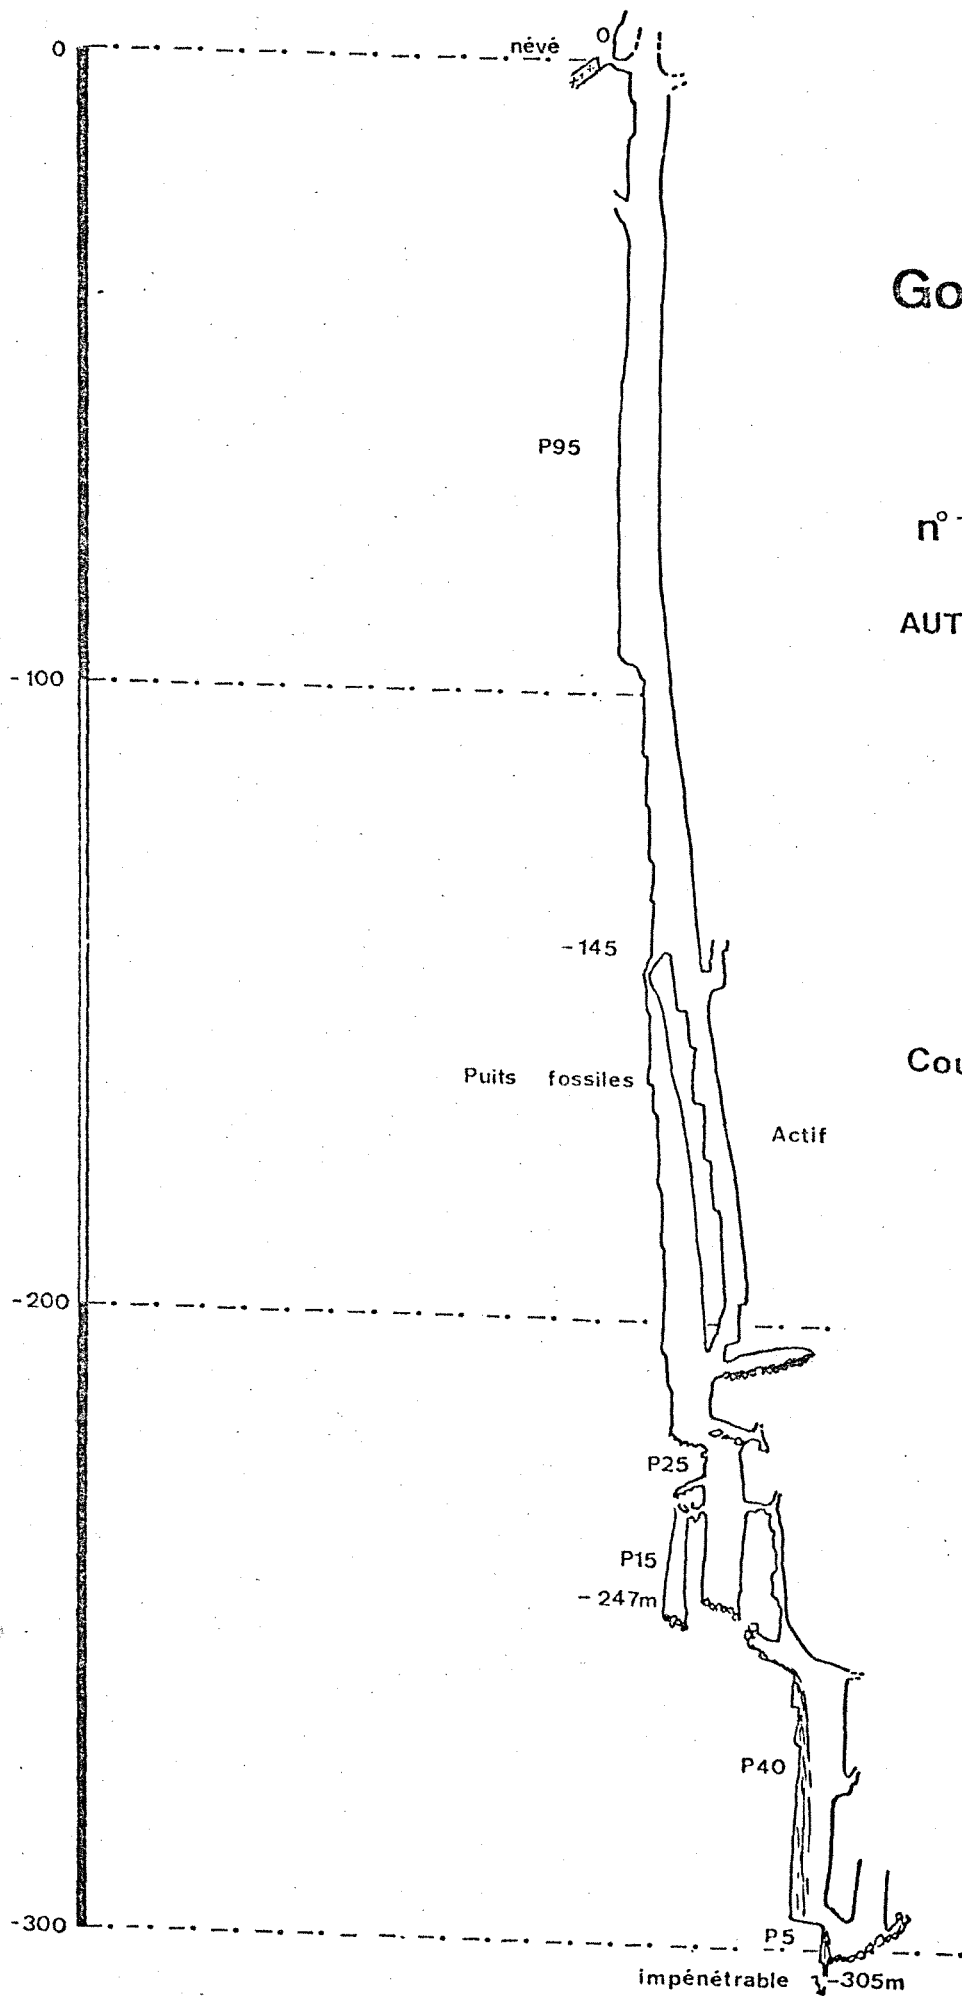 0
névé
0
Go
P95
n°
AUT
-100
-145
Cou
Puits fossiles
Actif
-200
P25
P15
-247m
P40
-300
P5
impénétrable -305m